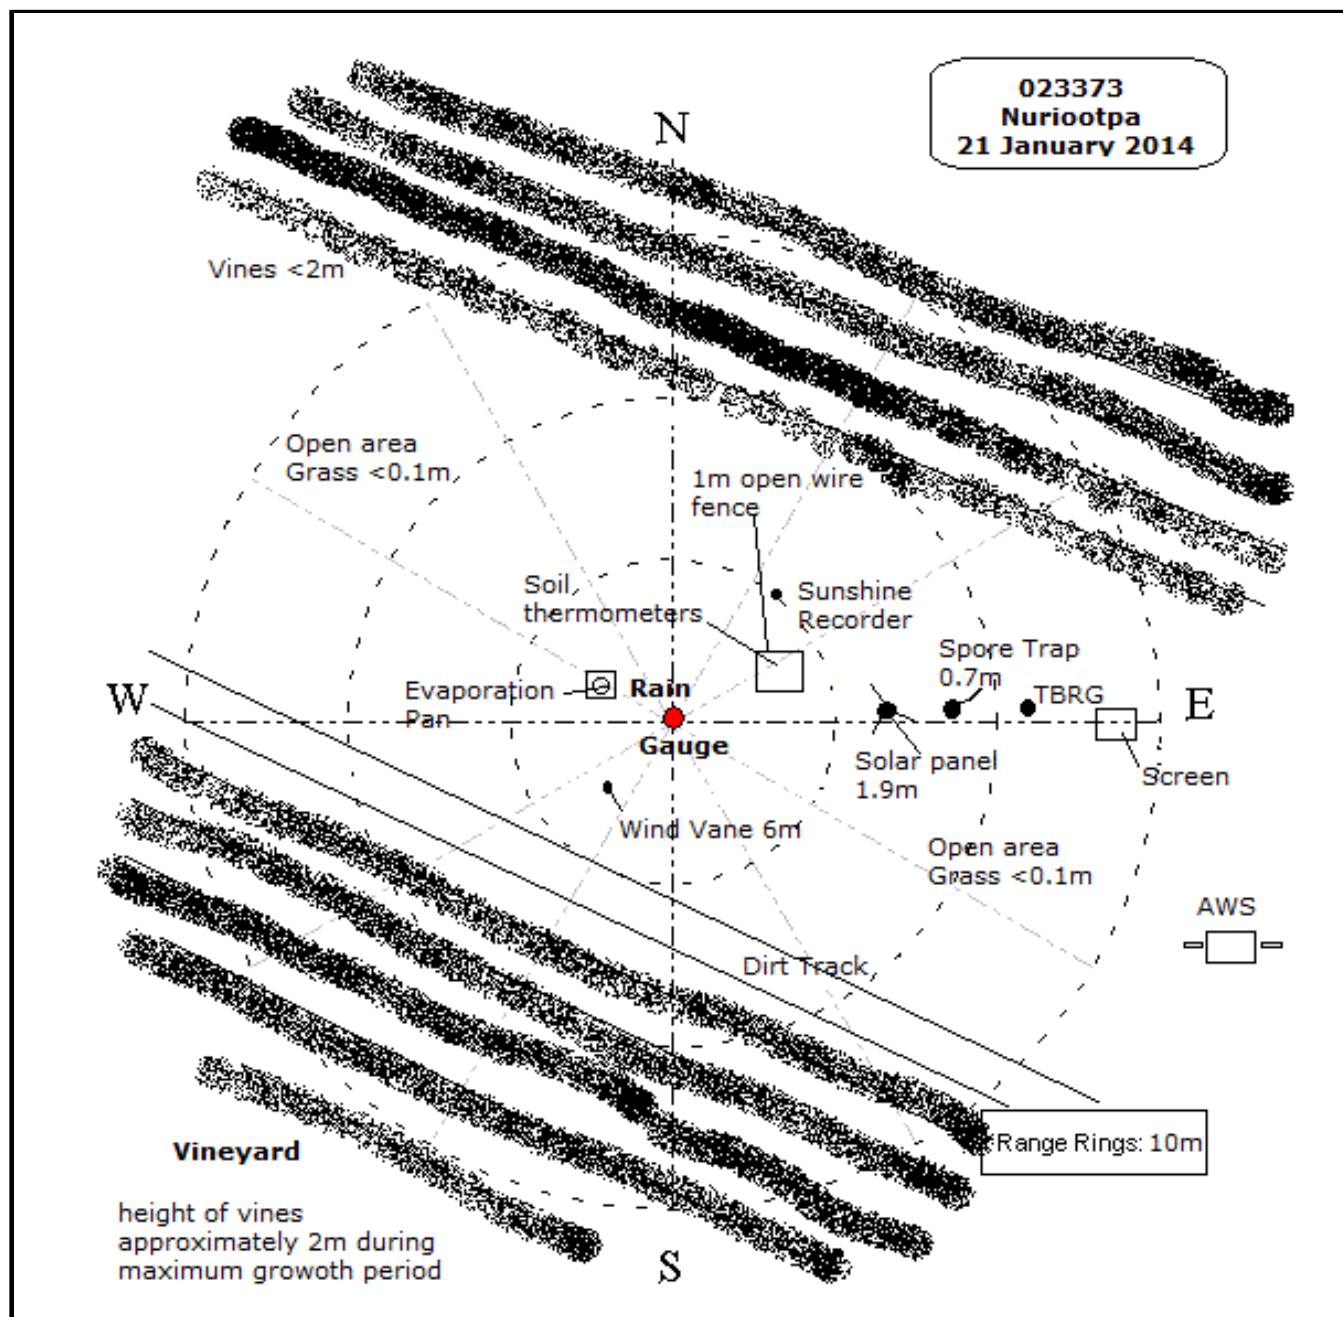 023373
Nuriootpa
21 January 2014
N
Vines <2m
Open area
Grass <0.1m
1m open wire
fence
Soil
thermometers
Sunshine
Recorder
Spore Trap
0.7m
TBRG
Evaporation
Pan
Rain
Gauge
W
E
Solar panel
1.9m
Screen
Wind Vane 6m
Open area
Grass <0.1m
AWS
Dirt Track
Range Rings: 10m
Vineyard
height of vines
approximately 2m during
maximum growoth period
S